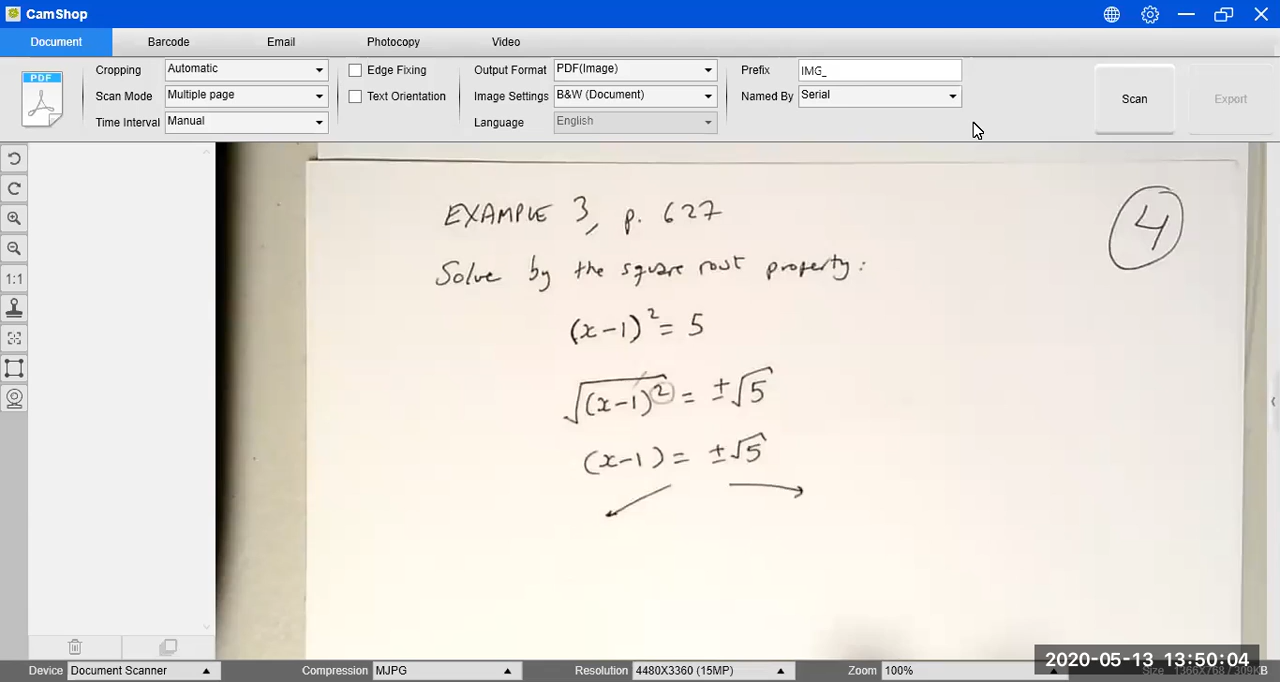 CamShop
Document Barcode Email Photocopy Video
PDF
Cropping Automatic Edge Fixing Output Format PDF(Image) Prefix IMG_
Scan Mode Multiple page Text Orientation Image Settings B&W (Document) Named By Serial
Time Interval Manual Language English
Scan Export
1:1
EXAMPLE 3, p. 627
4
Solve by the square root property:
(x-1)² = 5
√(x-1)² = ±√5
(x-1) = ±√5
2020-05-13 13:50:04
Device Document Scanner Compression MJPG Resolution 4480X3360 (15MP) Zoom 100%